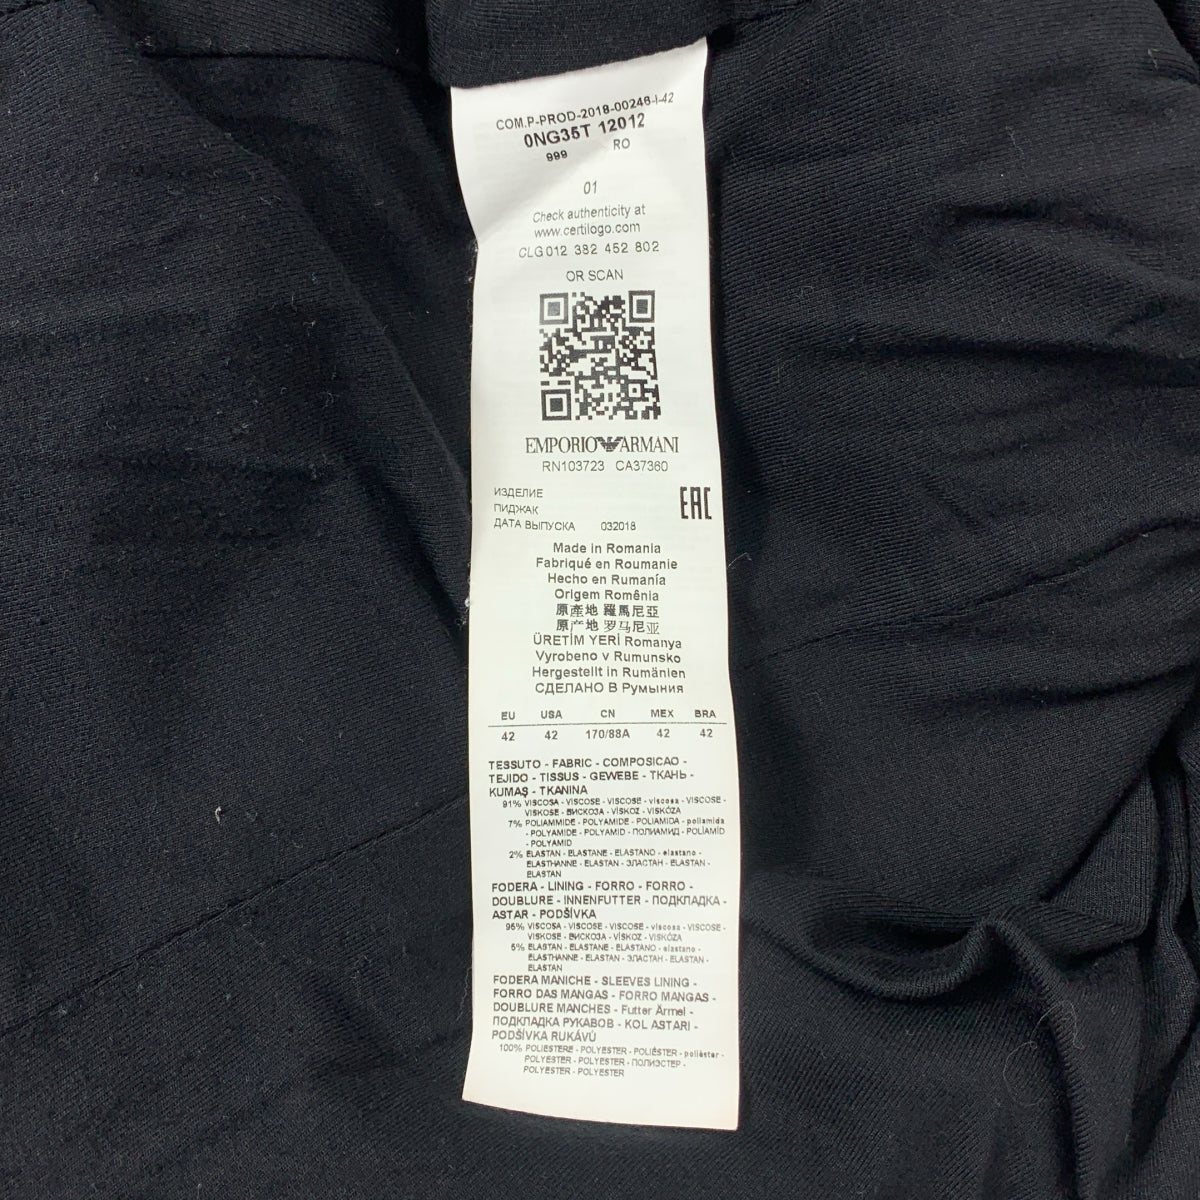 COM.P-PROD-2018-00248-I-42
0NG35T 12012
999 RO
01
Check authenticity at
www.certilogo.com
CLG 012 382 452 802
OR SCAN
EMPORIO ARMANI
RN103723 CA37360
ИЗДЕЛИЕ
ПИДЖАК
ДАТА ВЫПУСКА 032018
EAC
Made in Romania
Fabriqué en Roumanie
Hecho en Rumanía
Origem Romênia
原產地 羅馬尼亞
原产地 罗马尼亚
ÜRETİM YERİ Romanya
Vyrobeno v Rumunsko
Hergestellt in Rumänien
СДЕЛАНО В Румыния
EU USA CN MEX BRA
42 42 170/88A 42 42
TESSUTO - FABRIC - COMPOSICAO -
TEJIDO - TISSUS - GEWEBE - ТКАНЬ -
KUMAŞ - TKANINA
91% VISCOSA - VISCOSE - VISCOSE - viscosa - VISCOSE -
VISKOSE - ВИСКОЗА - VİSKOZ - VISKÓZA
7% POLIAMMIDE - POLYAMIDE - POLIAMIDA - poliamida
- POLYAMIDE - POLYAMID - ПОЛИАМИД - POLİAMİD
- POLYAMID
2% ELASTAN - ELASTANE - ELASTANO - elastano -
ELASTHANNE - ELASTAN - ЭЛАСТАН - ELASTAN -
ELASTAN
FODERA - LINING - FORRO - FORRO -
DOUBLURE - INNENFUTTER - ПОДКЛАДКА -
ASTAR - PODŠÍVKA
95% VISCOSA - VISCOSE - VISCOSE - viscosa - VISCOSE -
VISKOSE - ВИСКОЗА - VİSKOZ - VISKÓZA
5% ELASTAN - ELASTANE - ELASTANO - elastano -
ELASTHANNE - ELASTAN - ЭЛАСТАН - ELASTAN -
ELASTAN
FODERA MANICHE - SLEEVES LINING -
FORRO DAS MANGAS - FORRO MANGAS -
DOUBLURE MANCHES - Futter Ärmel -
ПОДКЛАДКА РУКАВОВ - KOL ASTARI -
PODŠÍVKA RUKÁVŮ
100% POLIESTERE - POLYESTER - POLIÉSTER - poliéster -
POLYESTER - POLYESTER - ПОЛИЭСТЕР -
POLYESTER - POLYESTER